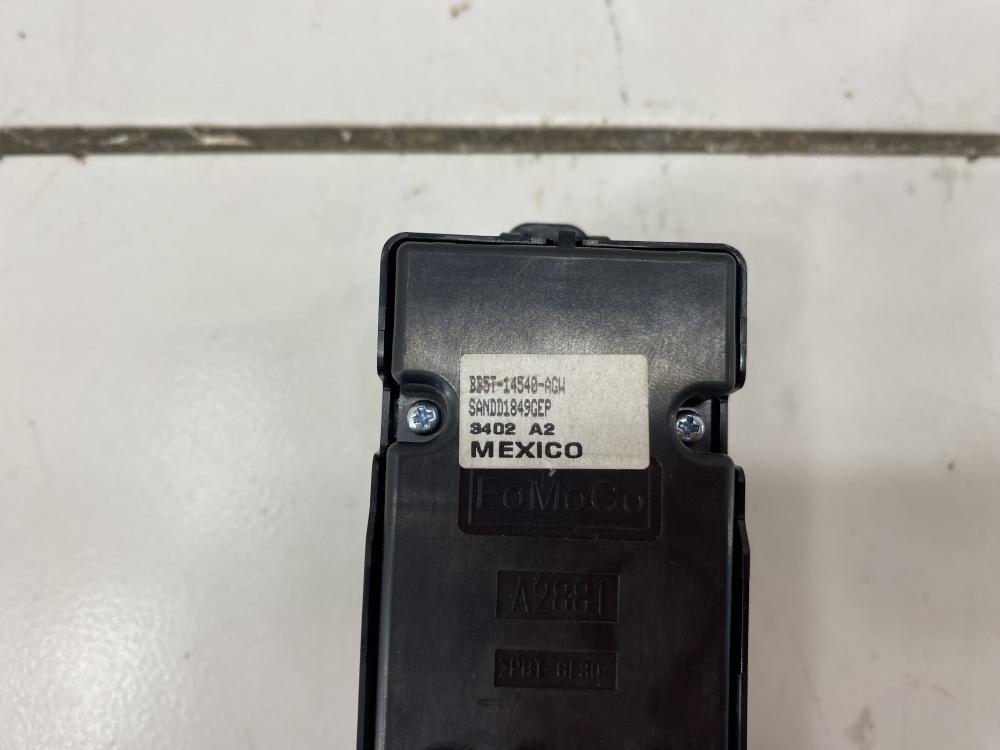 BB5T-14540-AGW
SANDD1849GEP
3402 A2
MEXICO
FoMoCo
A2881
>PBT-GF30<